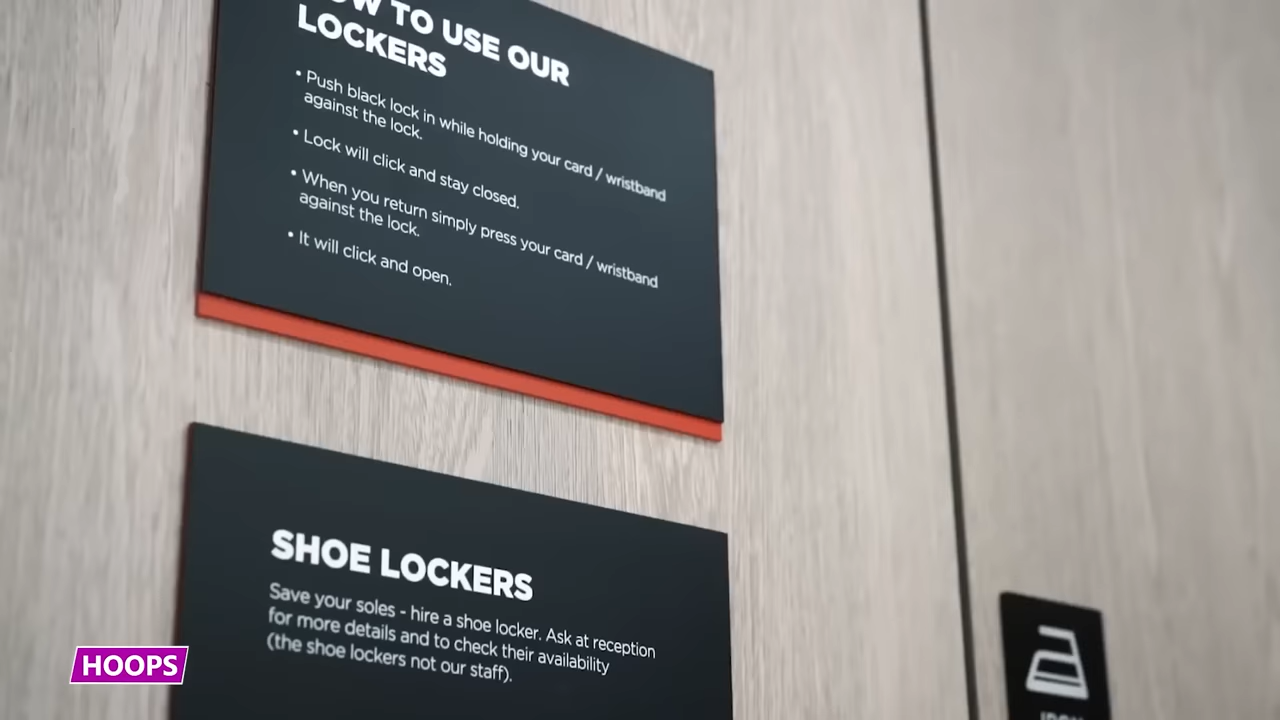 TO USE OUR
LOCKERS
• Push black lock in while holding your card / wristband
against the lock.
• Lock will click and stay closed.
• When you return simply press your card / wristband
against the lock.
• It will click and open.
SHOE LOCKERS
Save your soles - hire a shoe locker. Ask at reception
for more details and to check their availability
(the shoe lockers not our staff).
HOOPS